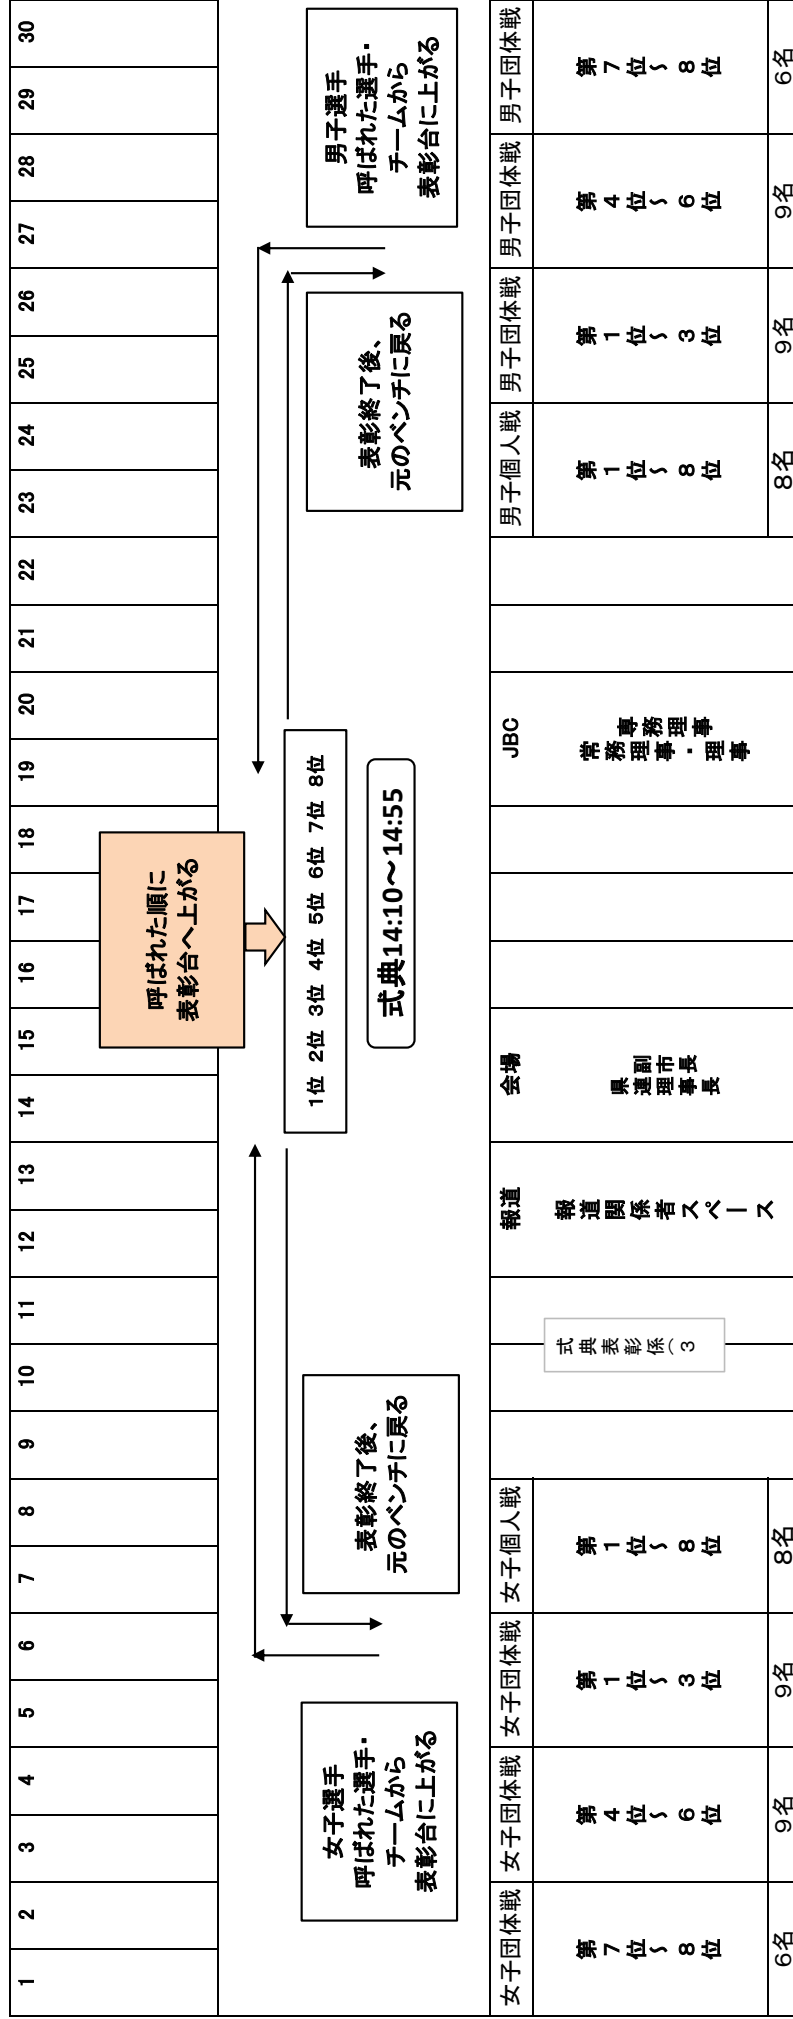 1 2 3 4 5 6 7 8 9 10 11 12 13 14 15 16 17 18 19 20 21 22 23 24 25 26 27 28 29 30
呼ばれた順に
表彰台へ上がる
1位 2位 3位 4位 5位 6位 7位 8位
式典14:10～14:55
女子選手
呼ばれた選手・
チームから
表彰台に上がる
表彰終了後、
元のベンチに戻る
表彰終了後、
元のベンチに戻る
男子選手
呼ばれた選手・
チームから
表彰台に上がる
女子団体戦
第7位～8位
6名
女子団体戦
第4位～6位
9名
女子団体戦
第1位～3位
9名
女子個人戦
第1位～8位
8名
式典表彰係（3
報道
報道関係者スペース
会場
副市長
県連理事長
JBC
専務理事
常務理事・理事
男子個人戦
第1位～8位
8名
男子団体戦
第1位～3位
9名
男子団体戦
第4位～6位
9名
男子団体戦
第7位～8位
6名